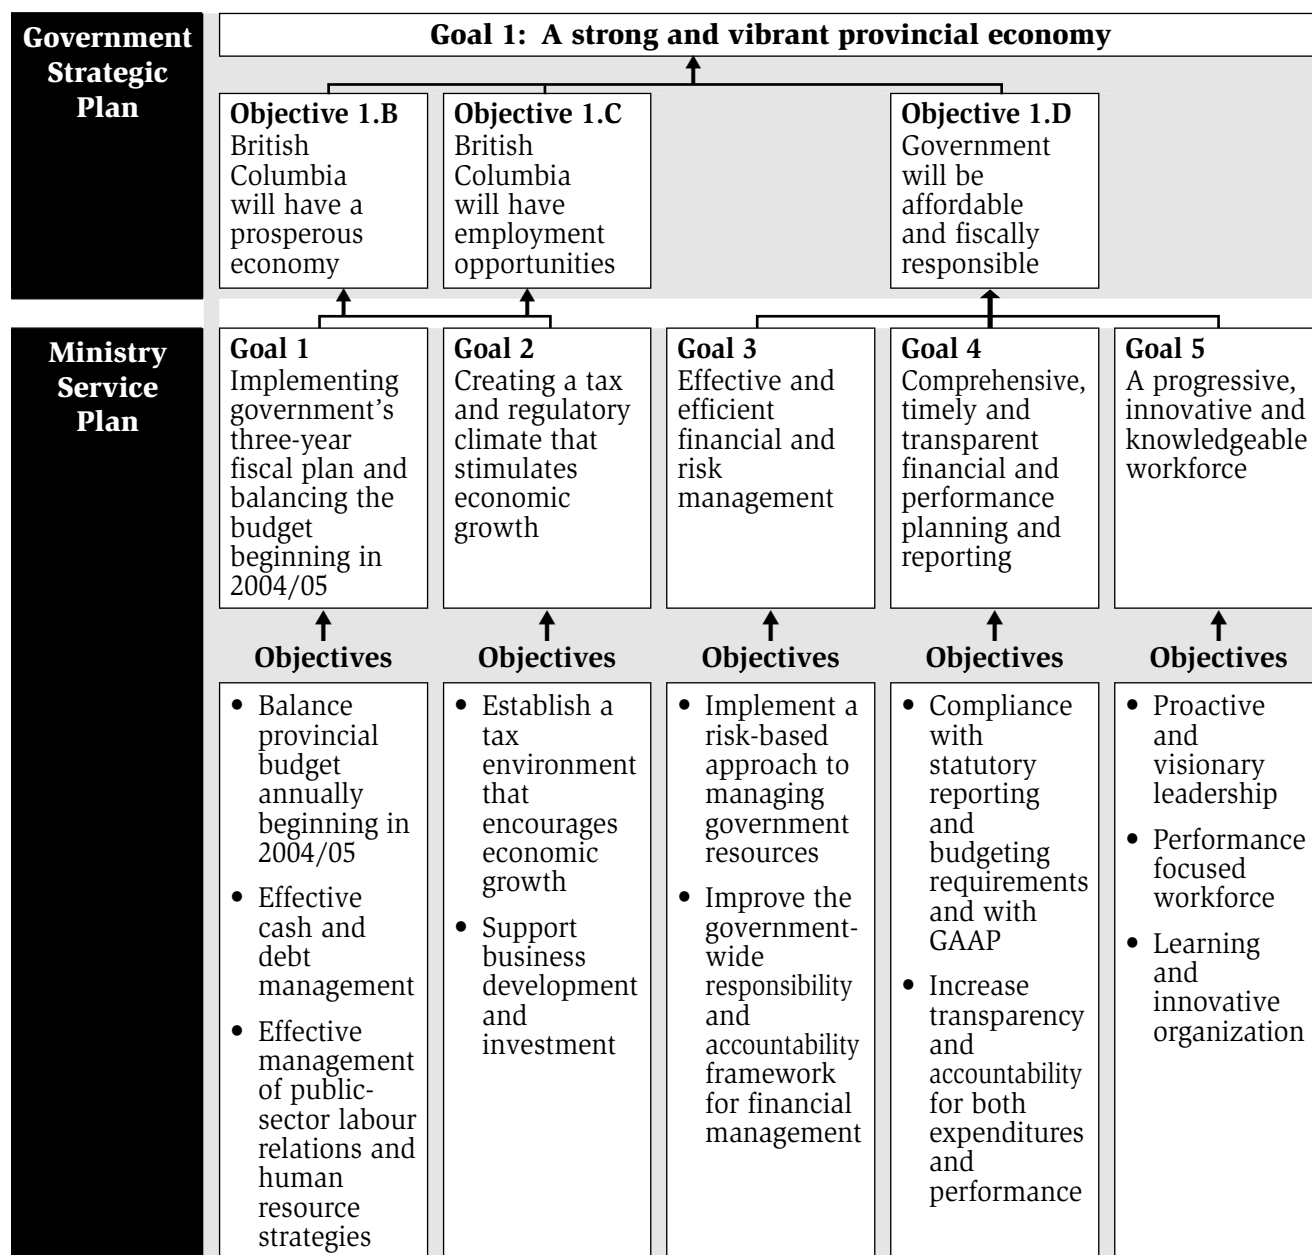 Government
Strategic
Plan
Goal 1: A strong and vibrant provincial economy
Objective 1.B
British
Columbia
will have a
prosperous
economy
Objective 1.C
British
Columbia
will have
employment
opportunities
Objective 1.D
Government
will be
affordable
and fiscally
responsible
Ministry
Service
Plan
Goal 1
Implementing
government’s
three-year
fiscal plan and
balancing the
budget
beginning in
2004/05
Goal 2
Creating a tax
and regulatory
climate that
stimulates
economic
growth
Goal 3
Effective and
efficient
financial and
risk
management
Goal 4
Comprehensive,
timely and
transparent
financial and
performance
planning and
reporting
Goal 5
A progressive,
innovative and
knowledgeable
workforce
Objectives
• Balance
provincial
budget
annually
beginning in
2004/05
• Effective
cash and
debt
management
• Effective
management
of public-
sector labour
relations and
human
resource
strategies
Objectives
• Establish a
tax
environment
that
encourages
economic
growth
• Support
business
development
and
investment
Objectives
• Implement a
risk-based
approach to
managing
government
resources
• Improve the
government-
wide
responsibility
and
accountability
framework
for financial
management
Objectives
• Compliance
with
statutory
reporting
and
budgeting
requirements
and with
GAAP
• Increase
transparency
and
accountability
for both
expenditures
and
performance
Objectives
• Proactive
and
visionary
leadership
• Performance
focused
workforce
• Learning
and
innovative
organization